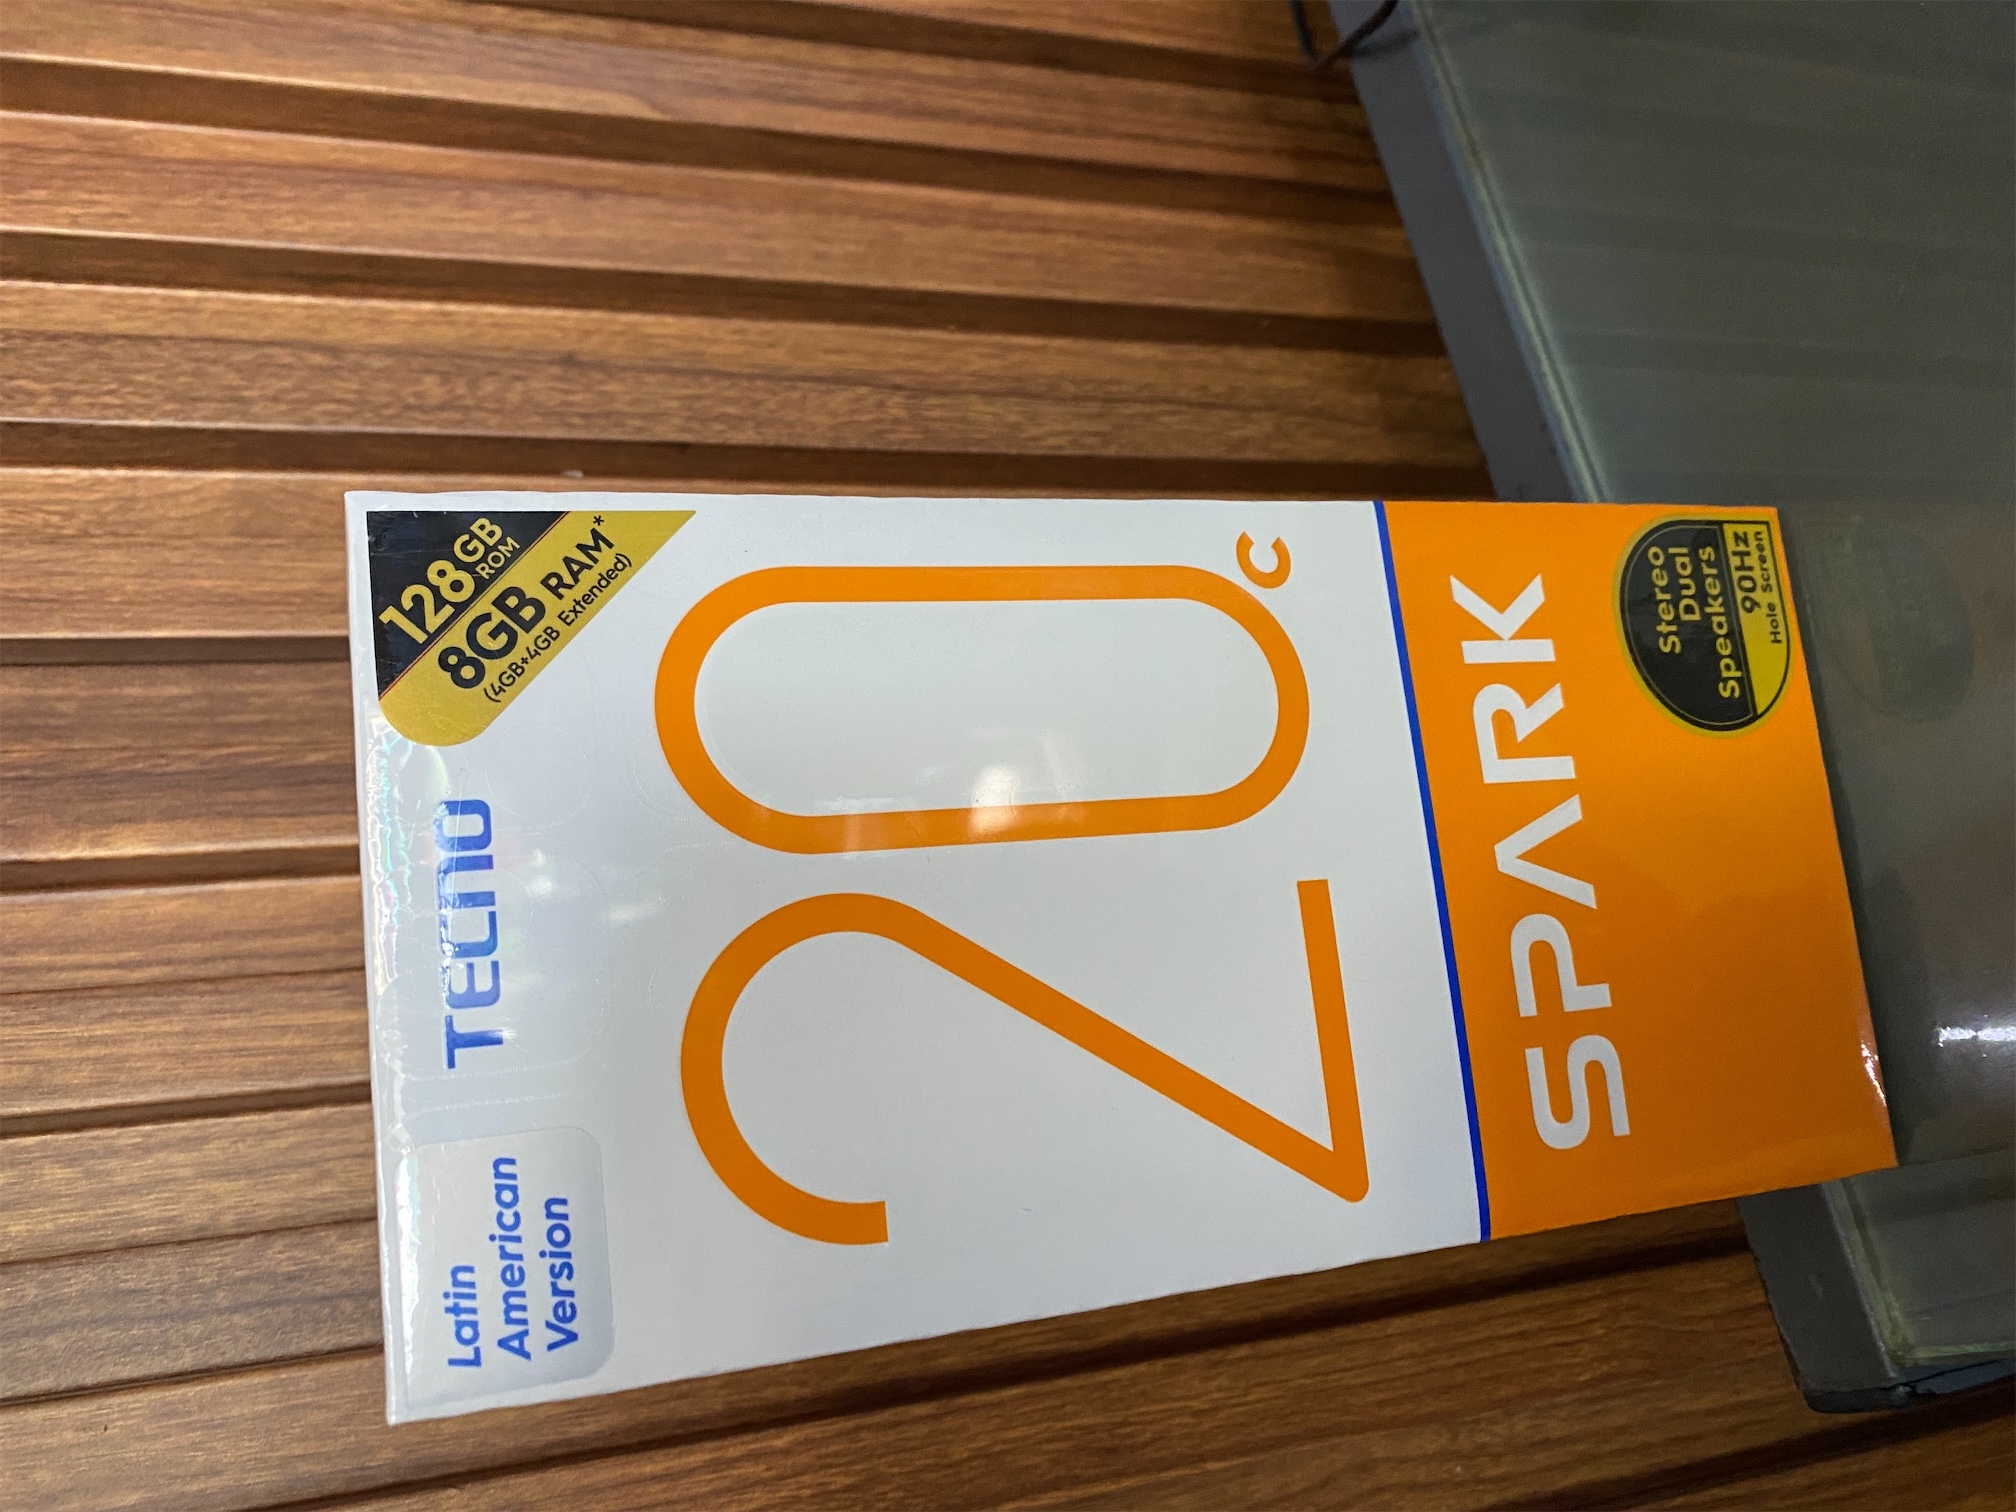 Latin
American
Version
TECNO
128GB
ROM
8GB RAM*
(4GB+4GB Extended)
20C
SPARK
Stereo
Dual
Speakers
90Hz
Hole Screen